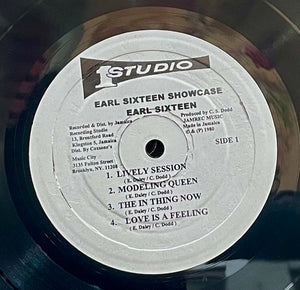 1 STUDIO
EARL SIXTEEN SHOWCASE
EARL SIXTEEN
Recorded & Dist. by Jamaica
Recording Studio
13, Brentford Road
Kingston 5, Jamaica
Dist. By Coxsone's
Music City
3135 Fulton Street
Brooklyn, NY. 11208
Produced by C. S. Dodd
JAMREC MUSIC
Made in Jamaica
© & (P) 1980
SIDE 1
1. LIVELY SESSION
( E. Daley / C. Dodd )
2. MODELING QUEEN
( E. Daley / C. Dodd )
3. THE IN THING NOW
( E. Daley / C. Dodd )
4. LOVE IS A FEELING
( E. Daley / C. Dodd )